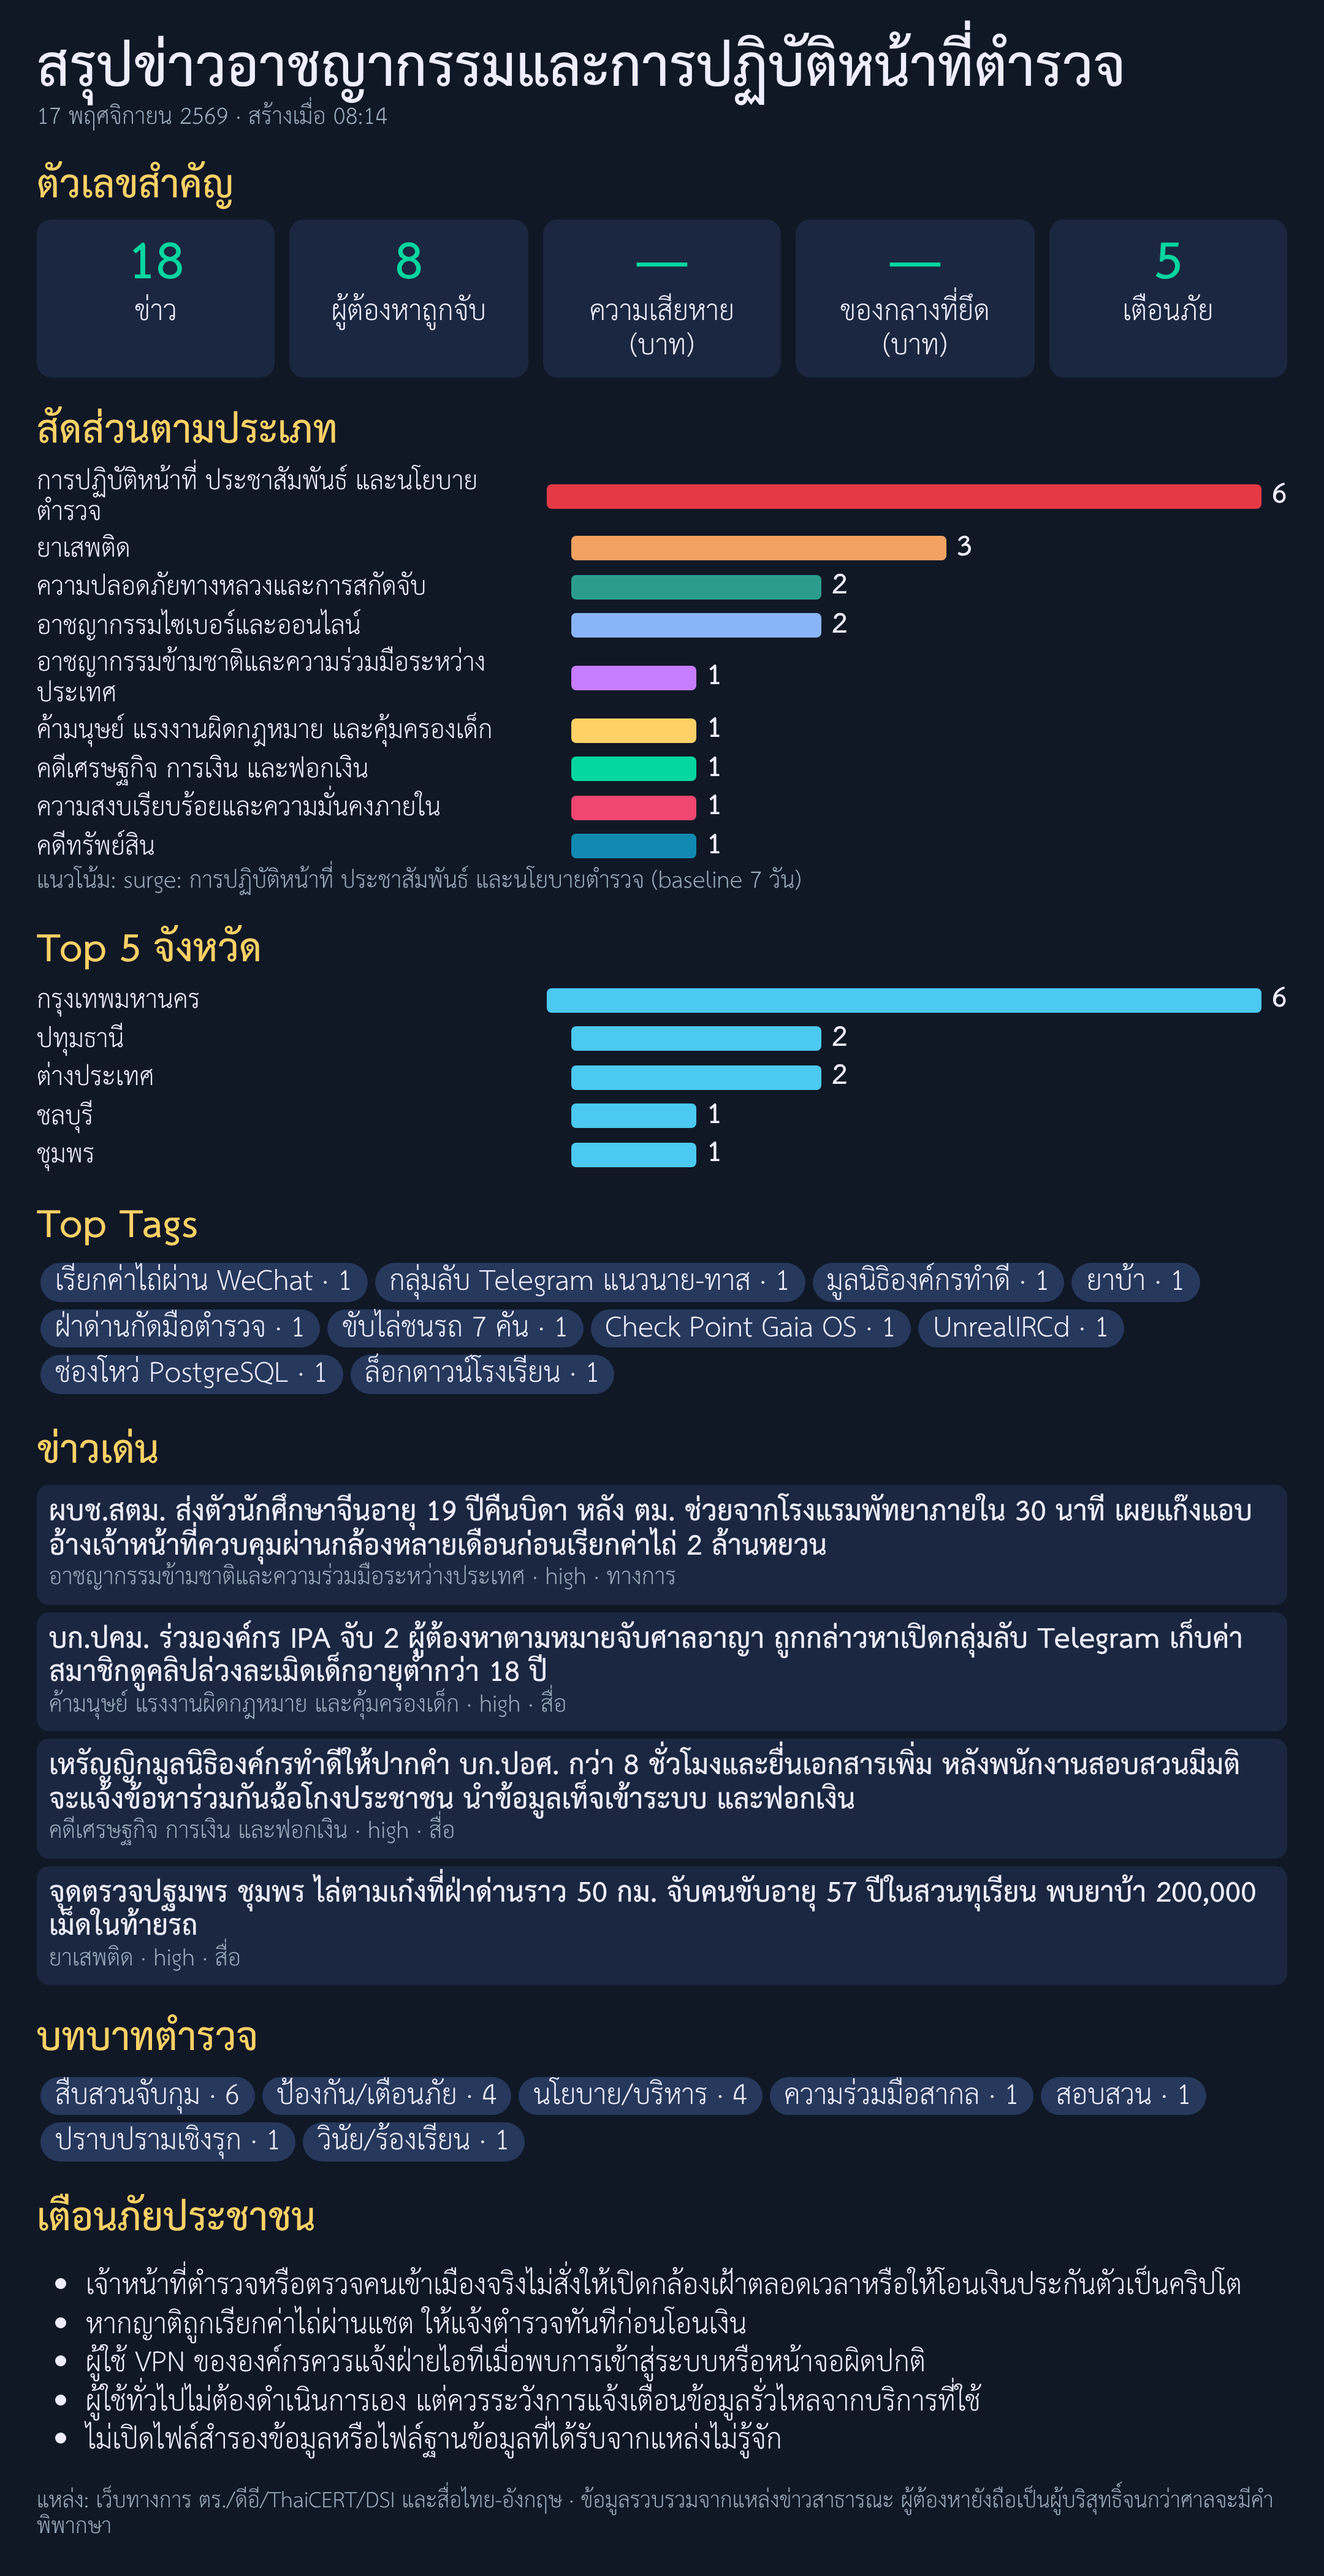 สรุปข่าวอาชญากรรมและการปฏิบัติหน้าที่ตำรวจ
17 พฤศจิกายน 2569 · สร้างเมื่อ 08:14
ตัวเลขสำคัญ
18
ข่าว
8
ผู้ต้องหาถูกจับ
—
ความเสียหาย
(บาท)
—
ของกลางที่ยึด
(บาท)
5
เตือนภัย
สัดส่วนตามประเภท
การปฏิบัติหน้าที่ ประชาสัมพันธ์ และนโยบาย
ตำรวจ
6
ยาเสพติด 3
ความปลอดภัยทางหลวงและการสกัดจับ 2
อาชญากรรมไซเบอร์และออนไลน์ 2
อาชญากรรมข้ามชาติและความร่วมมือระหว่าง
ประเทศ
1
ค้ามนุษย์ แรงงานผิดกฎหมาย และคุ้มครองเด็ก 1
คดีเศรษฐกิจ การเงิน และฟอกเงิน 1
ความสงบเรียบร้อยและความมั่นคงภายใน 1
คดีทรัพย์สิน 1
แนวโน้ม: surge: การปฏิบัติหน้าที่ ประชาสัมพันธ์ และนโยบายตำรวจ (baseline 7 วัน)
Top 5 จังหวัด
กรุงเทพมหานคร 6
ปทุมธานี 2
ต่างประเทศ 2
ชลบุรี 1
ชุมพร 1
Top Tags
เรียกค่าไถ่ผ่าน WeChat · 1 กลุ่มลับ Telegram แนวนาย-ทาส · 1 มูลนิธิองค์กรทำดี · 1 ยาบ้า · 1
ฝ่าด่านกัดมือตำรวจ · 1 ขับไล่ชนรถ 7 คัน · 1 Check Point Gaia OS · 1 UnrealIRCd · 1
ช่องโหว่ PostgreSQL · 1 ล็อกดาวน์โรงเรียน · 1
ข่าวเด่น
ผบช.สตม. ส่งตัวนักศึกษาจีนอายุ 19 ปีคืนบิดา หลัง ตม. ช่วยจากโรงแรมพัทยาภายใน 30 นาที เผยแก๊งแอบ
อ้างเจ้าหน้าที่ควบคุมผ่านกล้องหลายเดือนก่อนเรียกค่าไถ่ 2 ล้านหยวน
อาชญากรรมข้ามชาติและความร่วมมือระหว่างประเทศ · high · ทางการ
บก.ปคม. ร่วมองค์กร IPA จับ 2 ผู้ต้องหาตามหมายจับศาลอาญา ถูกกล่าวหาเปิดกลุ่มลับ Telegram เก็บค่า
สมาชิกดูคลิปล่วงละเมิดเด็กอายุต่ำกว่า 18 ปี
ค้ามนุษย์ แรงงานผิดกฎหมาย และคุ้มครองเด็ก · high · สื่อ
เหรัญญิกมูลนิธิองค์กรทำดีให้ปากคำ บก.ปอศ. กว่า 8 ชั่วโมงและยื่นเอกสารเพิ่ม หลังพนักงานสอบสวนมีมติ
จะแจ้งข้อหาร่วมกันฉ้อโกงประชาชน นำข้อมูลเท็จเข้าระบบ และฟอกเงิน
คดีเศรษฐกิจ การเงิน และฟอกเงิน · high · สื่อ
จุดตรวจปฐมพร ชุมพร ไล่ตามเก๋งที่ฝ่าด่านราว 50 กม. จับคนขับอายุ 57 ปีในสวนทุเรียน พบยาบ้า 200,000
เม็ดในท้ายรถ
ยาเสพติด · high · สื่อ
บทบาทตำรวจ
สืบสวนจับกุม · 6 ป้องกัน/เตือนภัย · 4 นโยบาย/บริหาร · 4 ความร่วมมือสากล · 1 สอบสวน · 1
ปราบปรามเชิงรุก · 1 วินัย/ร้องเรียน · 1
เตือนภัยประชาชน
• เจ้าหน้าที่ตำรวจหรือตรวจคนเข้าเมืองจริงไม่สั่งให้เปิดกล้องเฝ้าตลอดเวลาหรือให้โอนเงินประกันตัวเป็นคริปโต
• หากญาติถูกเรียกค่าไถ่ผ่านแชต ให้แจ้งตำรวจทันทีก่อนโอนเงิน
• ผู้ใช้ VPN ขององค์กรควรแจ้งฝ่ายไอทีเมื่อพบการเข้าสู่ระบบหรือหน้าจอผิดปกติ
• ผู้ใช้ทั่วไปไม่ต้องดำเนินการเอง แต่ควรระวังการแจ้งเตือนข้อมูลรั่วไหลจากบริการที่ใช้
• ไม่เปิดไฟล์สำรองข้อมูลหรือไฟล์ฐานข้อมูลที่ได้รับจากแหล่งไม่รู้จัก
แหล่ง: เว็บทางการ ตร./ดีอี/ThaiCERT/DSI และสื่อไทย-อังกฤษ · ข้อมูลรวบรวมจากแหล่งข่าวสาธารณะ ผู้ต้องหายังถือเป็นผู้บริสุทธิ์จนกว่าศาลจะมีคำ
พิพากษา